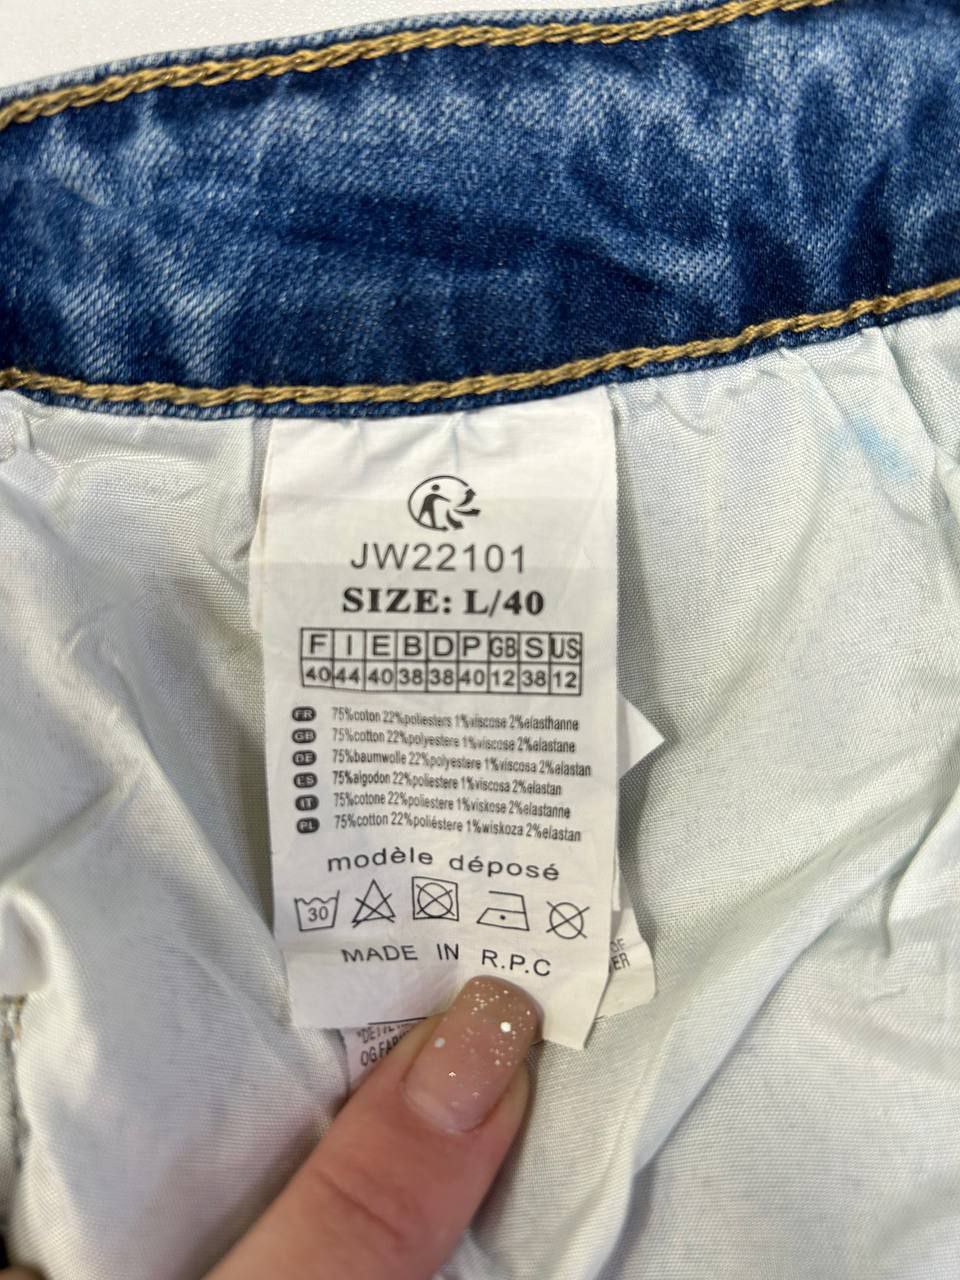 JW22101
SIZE: L/40
F I E B D P GB S US
40 44 40 38 38 40 12 38 12
FR 75%coton 22%poliesters 1%viscose 2%elasthanne
GB 75%cotton 22%polyestere 1%viscose 2%elastane
DE 75%baumwolle 22%polyestere 1%viscosa 2%elastan
ES 75%algodon 22%poliestere 1%viscosa 2%elastan
IT 75%cotone 22%poliestere 1%viskose 2%elastanne
PL 75%cotton 22%poliéstere 1%wiskoza 2%elastan
modèle déposé
30
MADE IN R.P.C